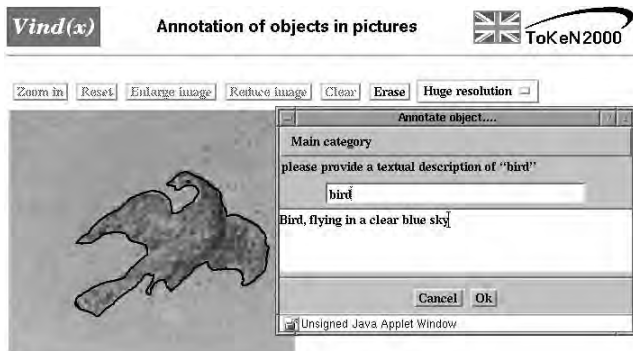 Vind(x)
Annotation of objects in pictures
ToKeN2000
Zoom in Reset Enlarge image Reduce image Clear Erase Huge resolution
Annotate object....
Main category
please provide a textual description of "bird"
bird
Bird, flying in a clear blue sky
Cancel Ok
Unsigned Java Applet Window